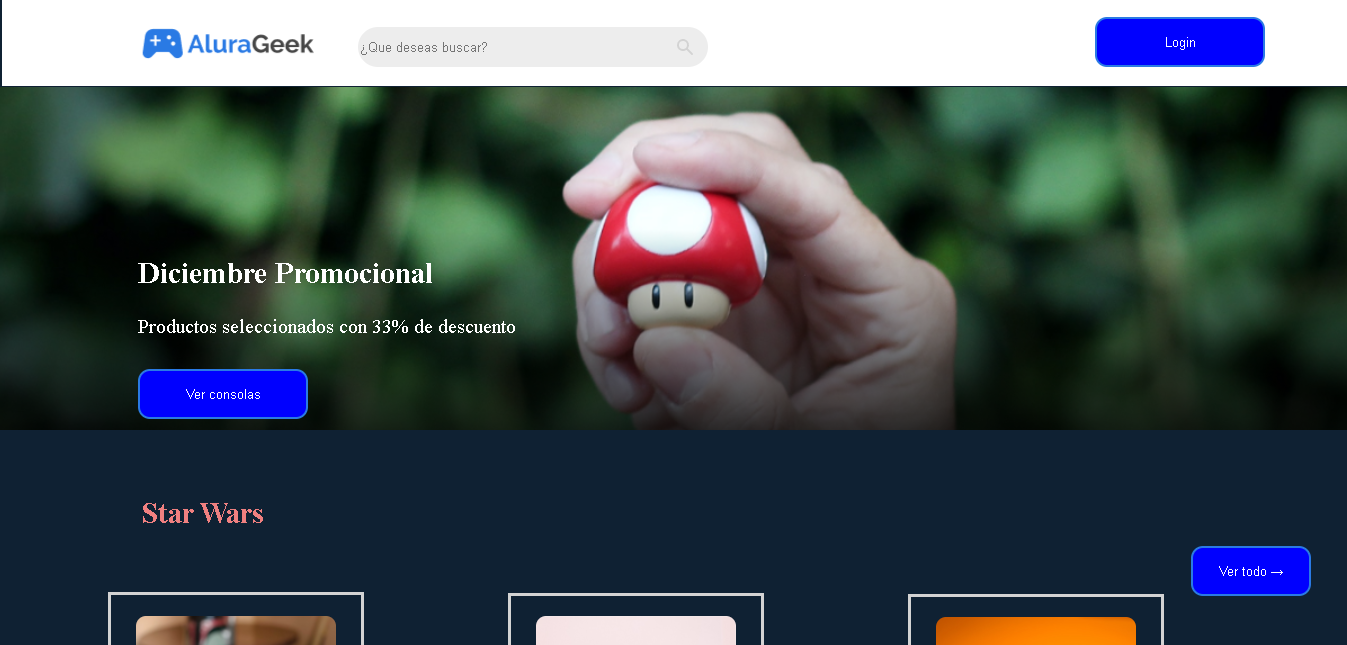 AluraGeek
¿Que deseas buscar?
Login
Diciembre Promocional
Productos seleccionados con 33% de descuento
Ver consolas
Star Wars
Ver todo →